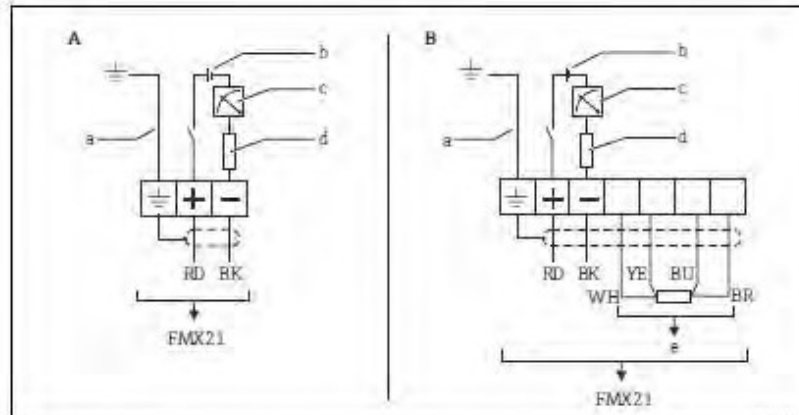 A
b
c
a
d
+ −
RD BK
FMX21
B
b
c
a
d
+ −
RD BK YE BU
WH BR
e
FMX21